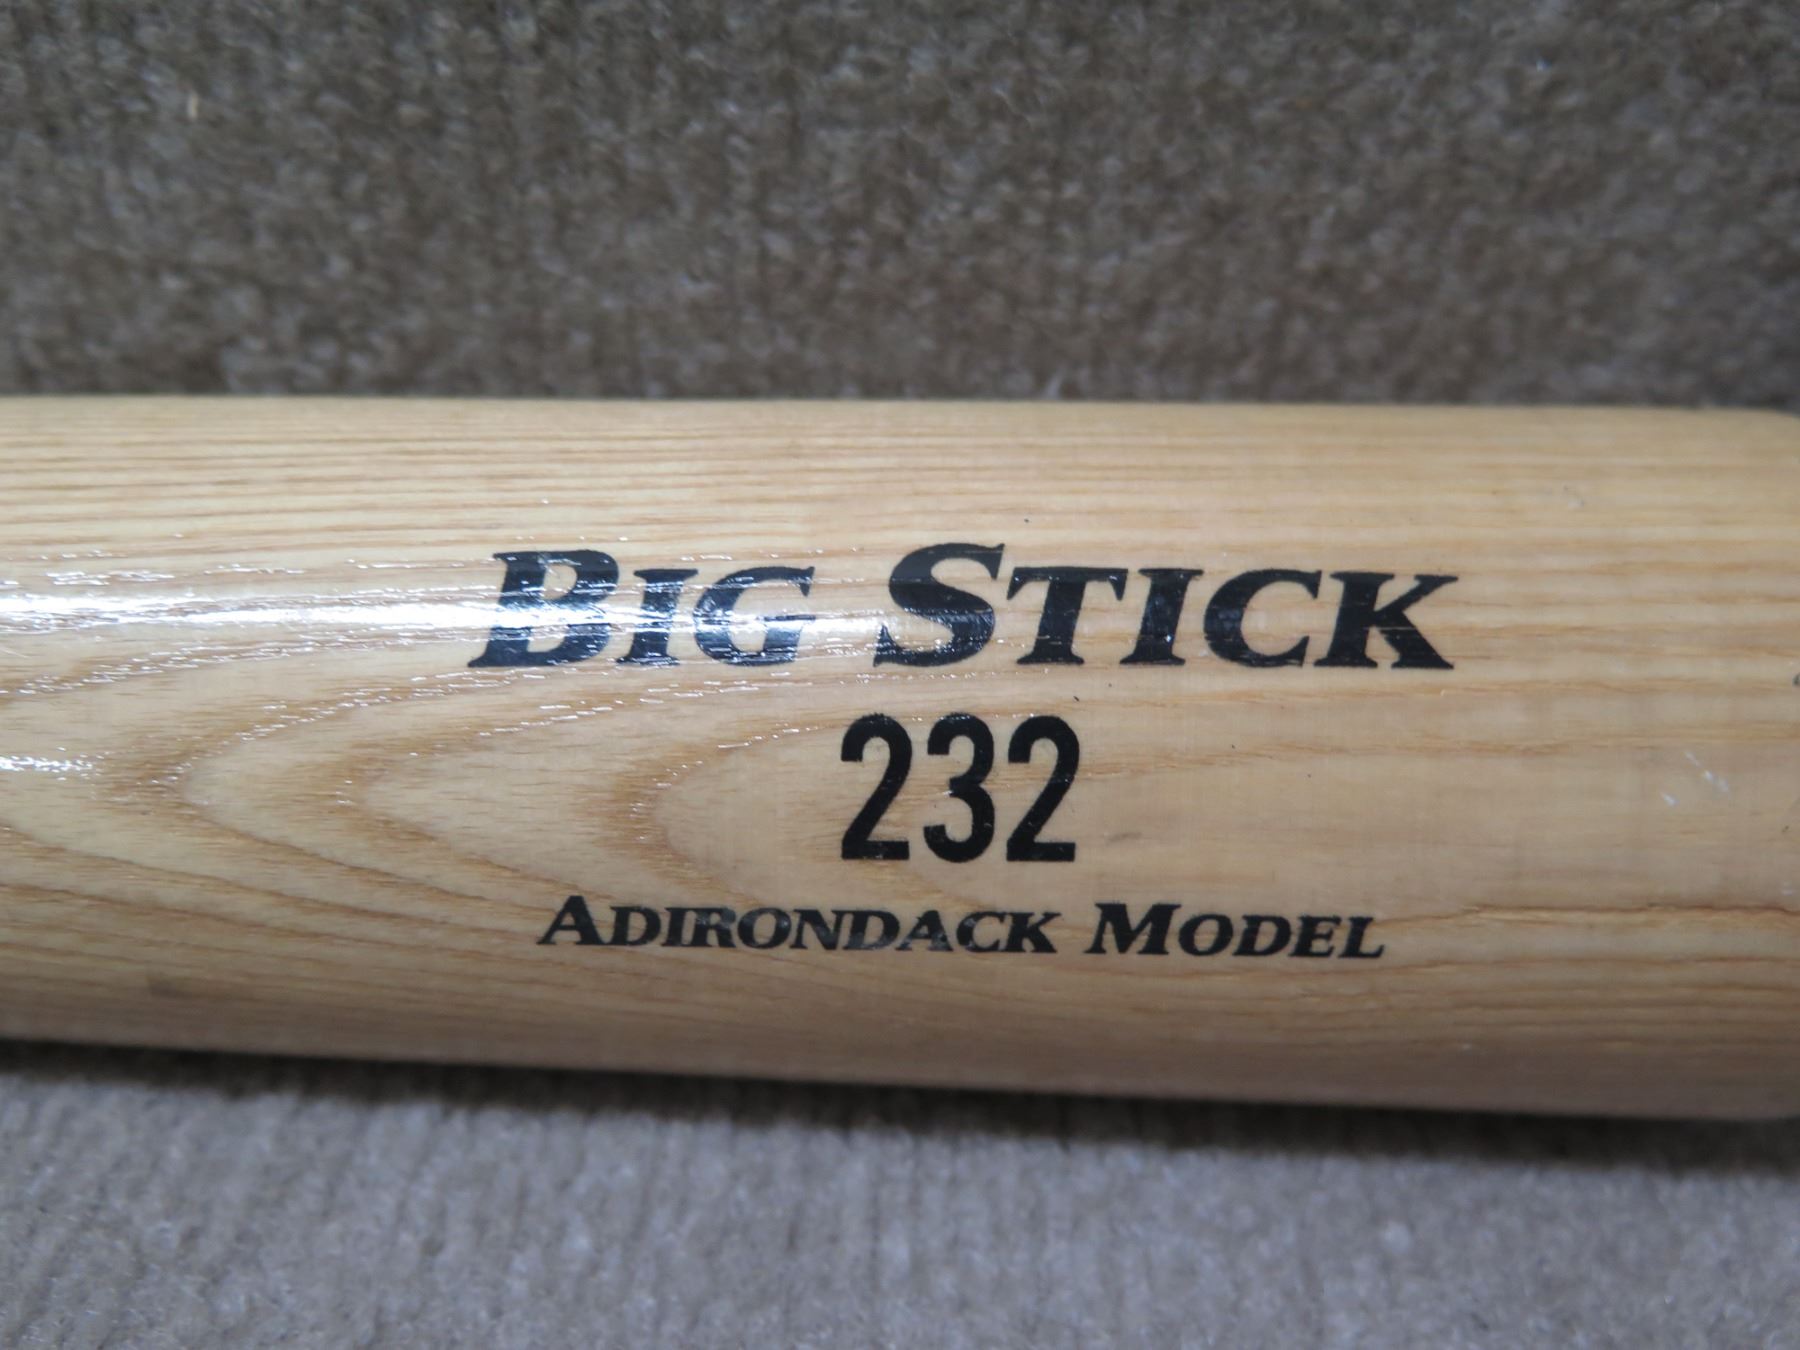 BIG STICK
232
ADIRONDACK MODEL